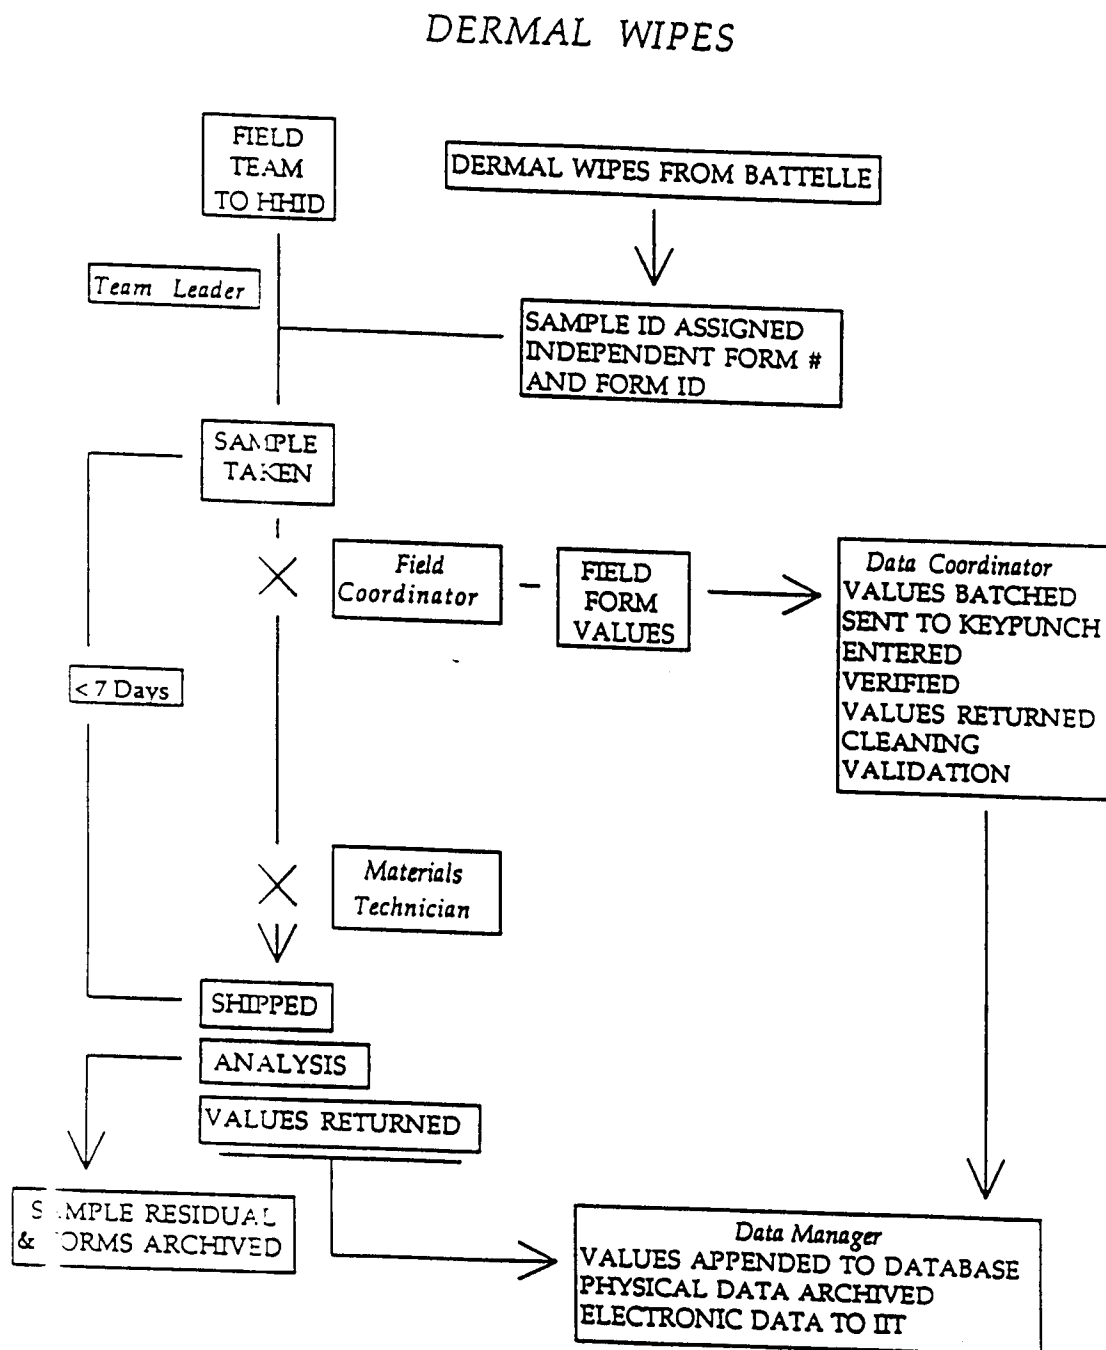 DERMAL WIPES
FIELD
TEAM
TO HHID
DERMAL WIPES FROM BATTELLE
Team Leader
SAMPLE ID ASSIGNED
INDEPENDENT FORM #
AND FORM ID
SAMPLE
TAKEN
Field
Coordinator
FIELD
FORM
VALUES
Data Coordinator
VALUES BATCHED
SENT TO KEYPUNCH
ENTERED
VERIFIED
VALUES RETURNED
CLEANING
VALIDATION
< 7 Days
Materials
Technician
SHIPPED
ANALYSIS
VALUES RETURNED
SAMPLE RESIDUAL
& FORMS ARCHIVED
Data Manager
VALUES APPENDED TO DATABASE
PHYSICAL DATA ARCHIVED
ELECTRONIC DATA TO IIT